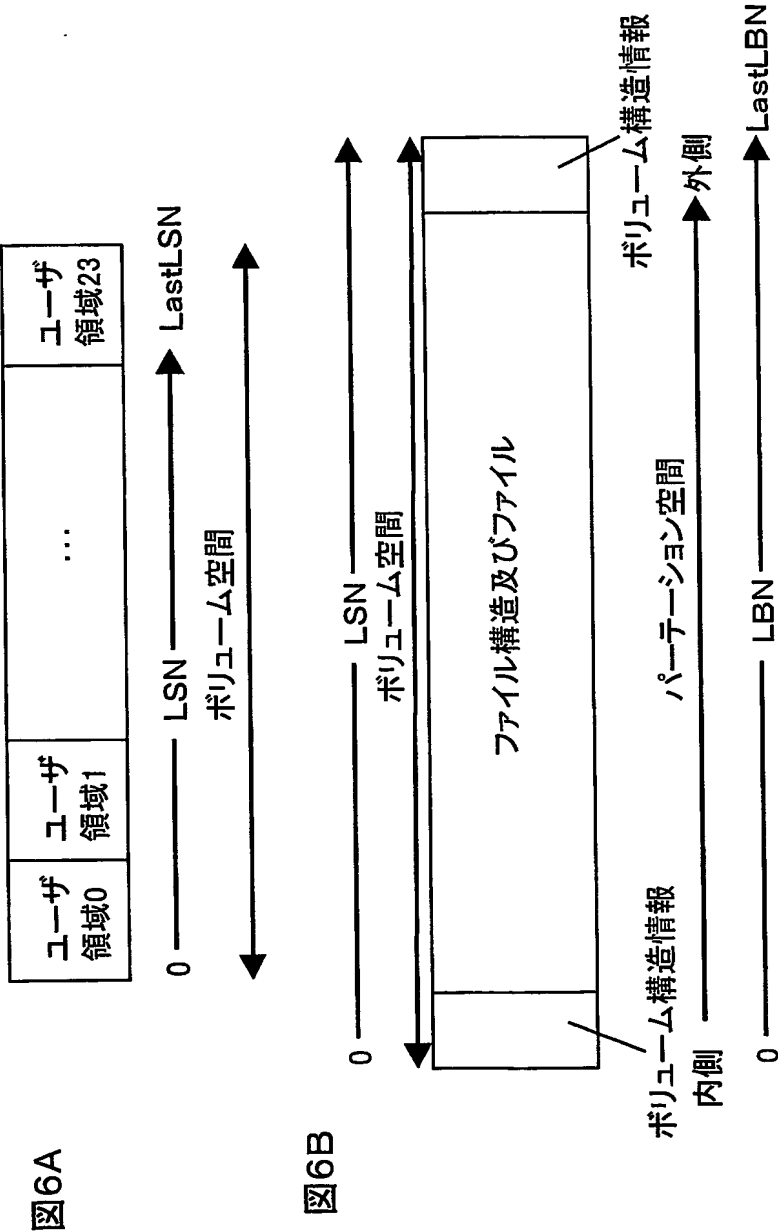 図6A
ユーザ
領域0
ユーザ
領域1
…
ユーザ
領域23
0
LSN
LastLSN
ボリューム空間
図6B
0
LSN
ボリューム空間
ファイル構造及びファイル
ボリューム構造情報
ボリューム構造情報
内側
パーテーション空間
外側
0
LBN
LastLBN